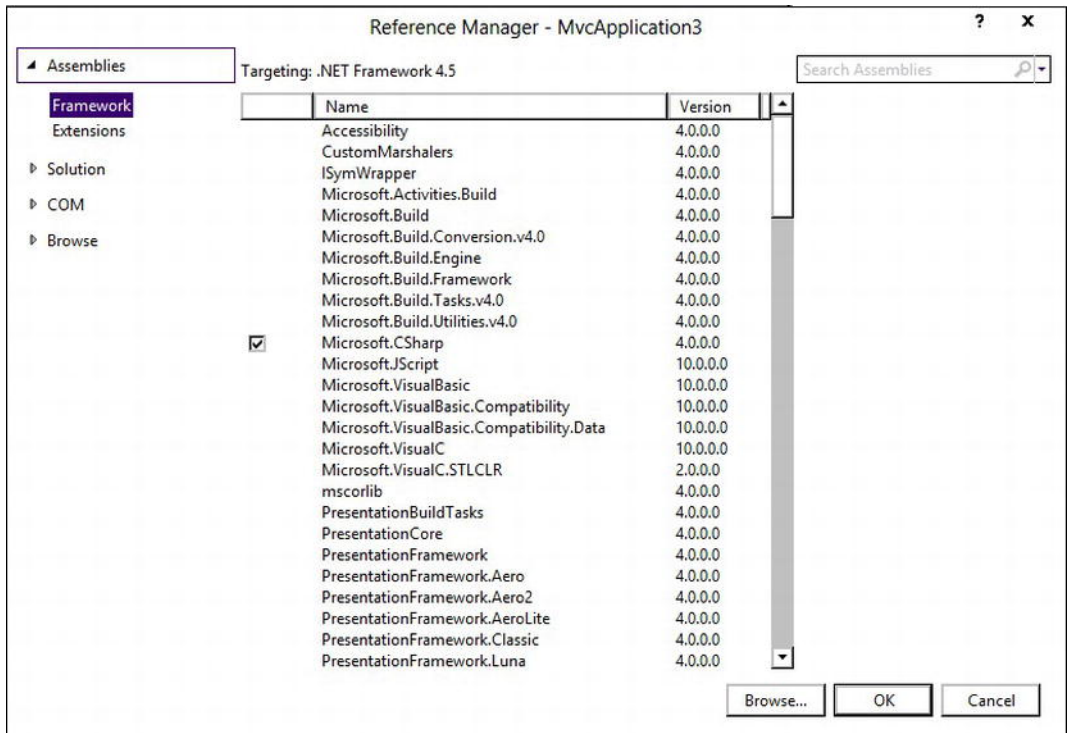 Reference Manager - MvcApplication3
? x
Assemblies
Framework
Extensions
Solution
COM
Browse
Targeting: .NET Framework 4.5
Search Assemblies
Name Version
Accessibility 4.0.0.0
CustomMarshalers 4.0.0.0
ISymWrapper 4.0.0.0
Microsoft.Activities.Build 4.0.0.0
Microsoft.Build 4.0.0.0
Microsoft.Build.Conversion.v4.0 4.0.0.0
Microsoft.Build.Engine 4.0.0.0
Microsoft.Build.Framework 4.0.0.0
Microsoft.Build.Tasks.v4.0 4.0.0.0
Microsoft.Build.Utilities.v4.0 4.0.0.0
Microsoft.CSharp 4.0.0.0
Microsoft.JScript 10.0.0.0
Microsoft.VisualBasic 10.0.0.0
Microsoft.VisualBasic.Compatibility 10.0.0.0
Microsoft.VisualBasic.Compatibility.Data 10.0.0.0
Microsoft.VisualC 10.0.0.0
Microsoft.VisualC.STLCLR 2.0.0.0
mscorlib 4.0.0.0
PresentationBuildTasks 4.0.0.0
PresentationCore 4.0.0.0
PresentationFramework 4.0.0.0
PresentationFramework.Aero 4.0.0.0
PresentationFramework.Aero2 4.0.0.0
PresentationFramework.AeroLite 4.0.0.0
PresentationFramework.Classic 4.0.0.0
PresentationFramework.Luna 4.0.0.0
Browse... OK Cancel